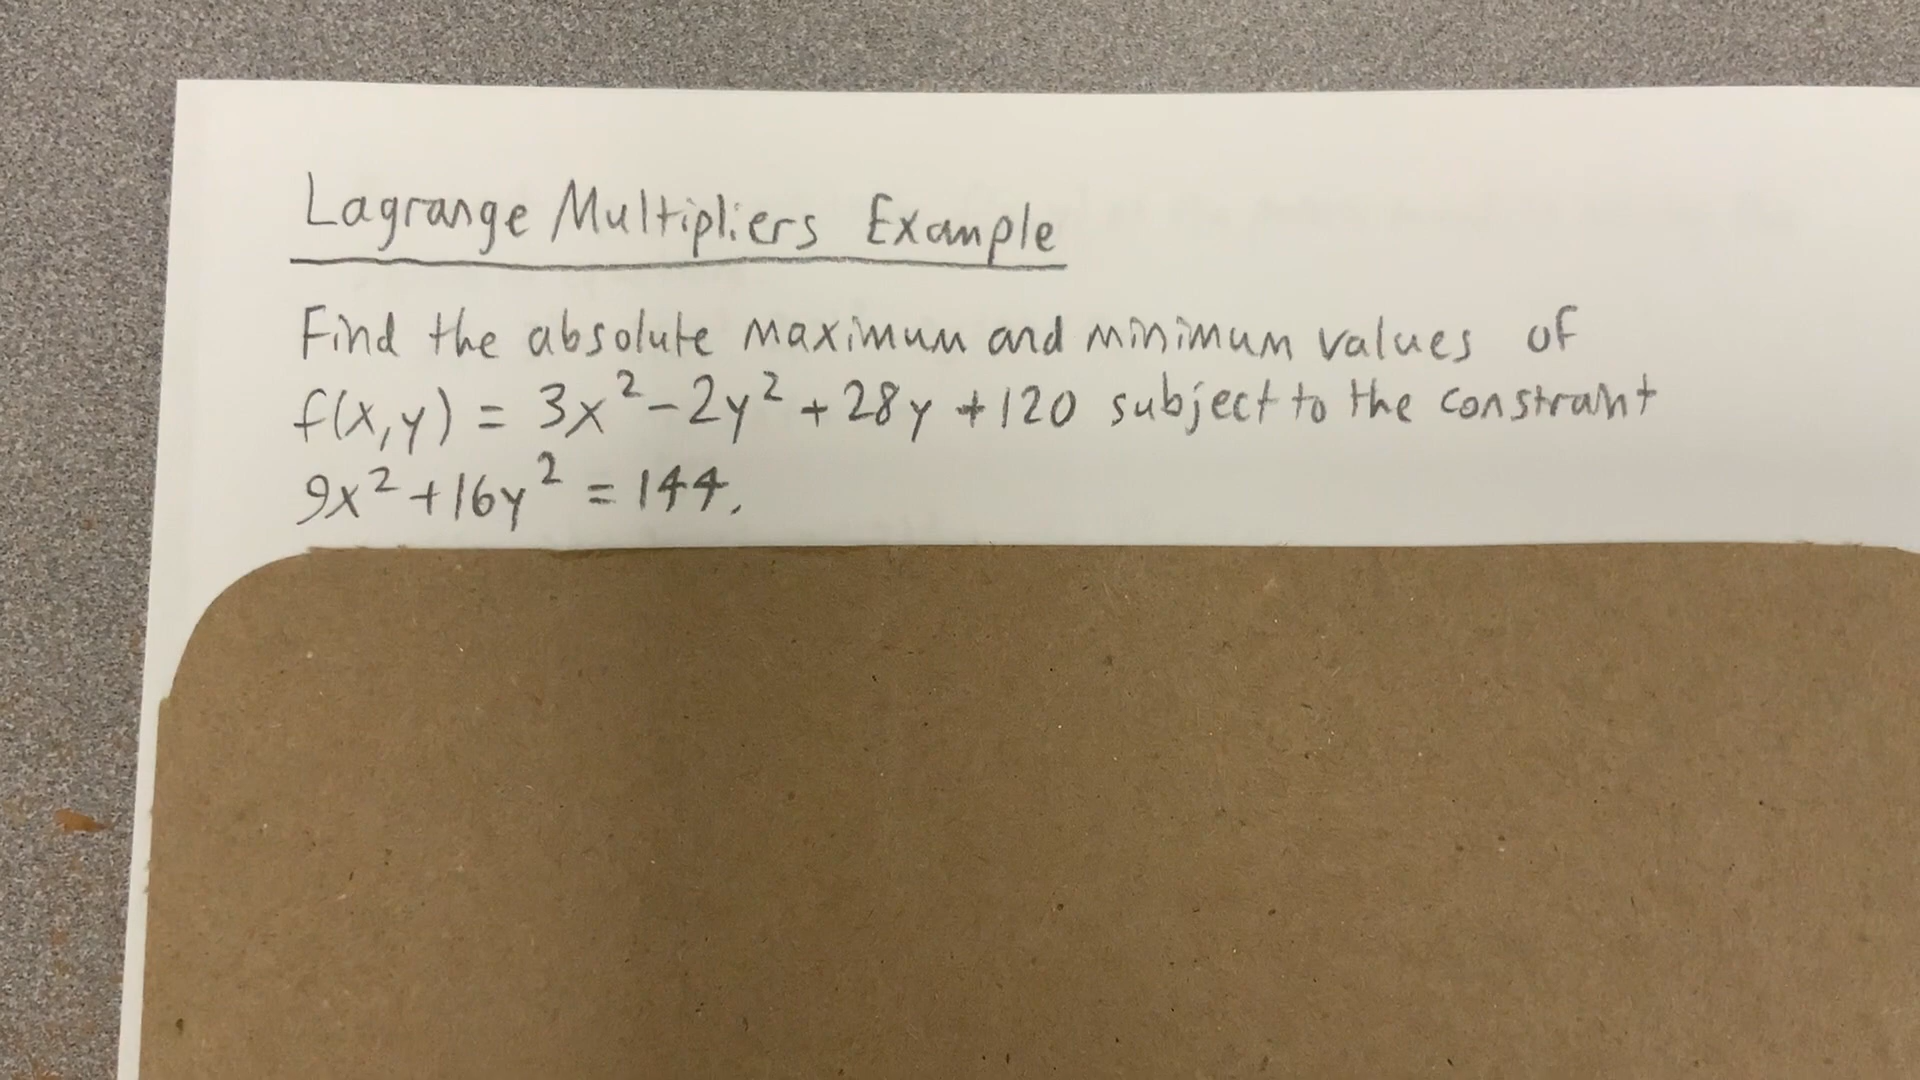 Lagrange Multipliers Example
Find the absolute maximum and minimum values of
f(x,y) = 3x² - 2y² + 28y + 120 subject to the constraint
9x² + 16y² = 144.